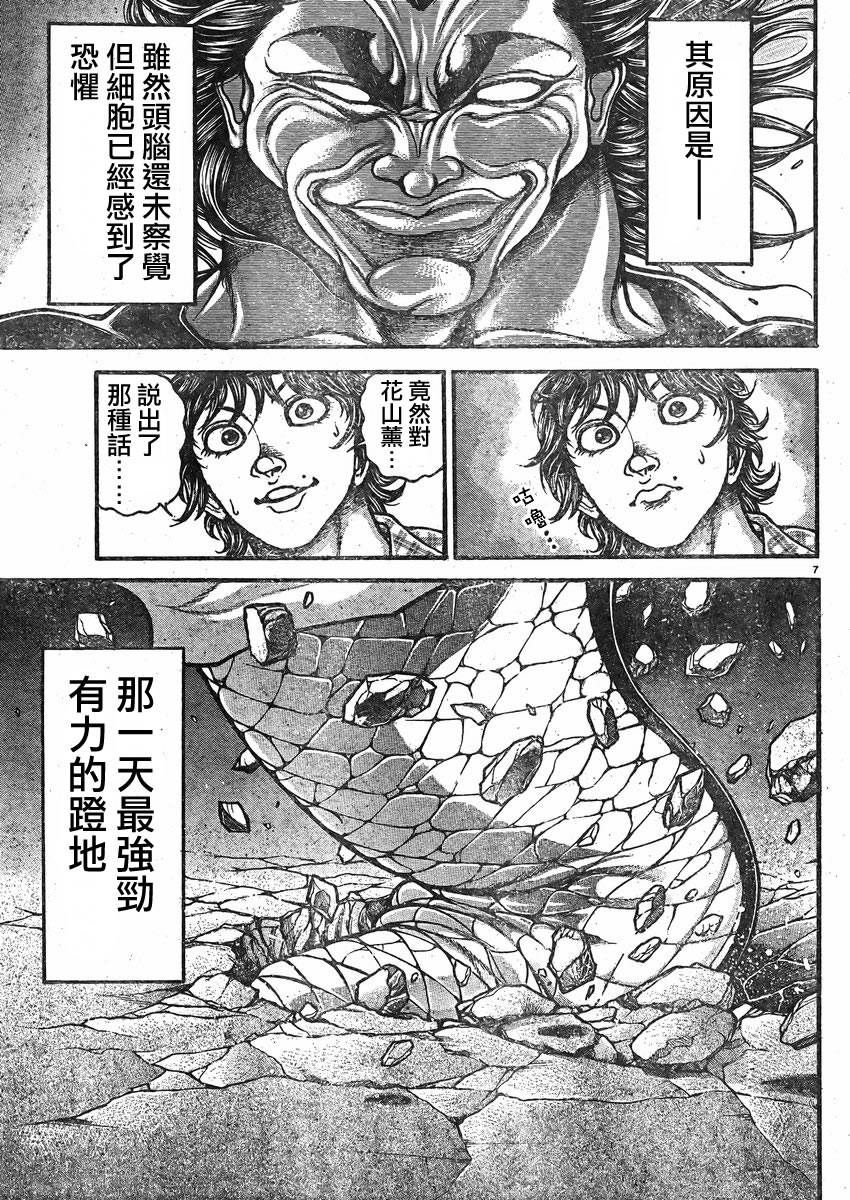 其原因是——
雖然頭腦還未察覺
但細胞已經感到了
恐懼
咕嚕…
竟然對
花山薰…
說出了
那種話……
7
那一天最強勁
有力的蹬地